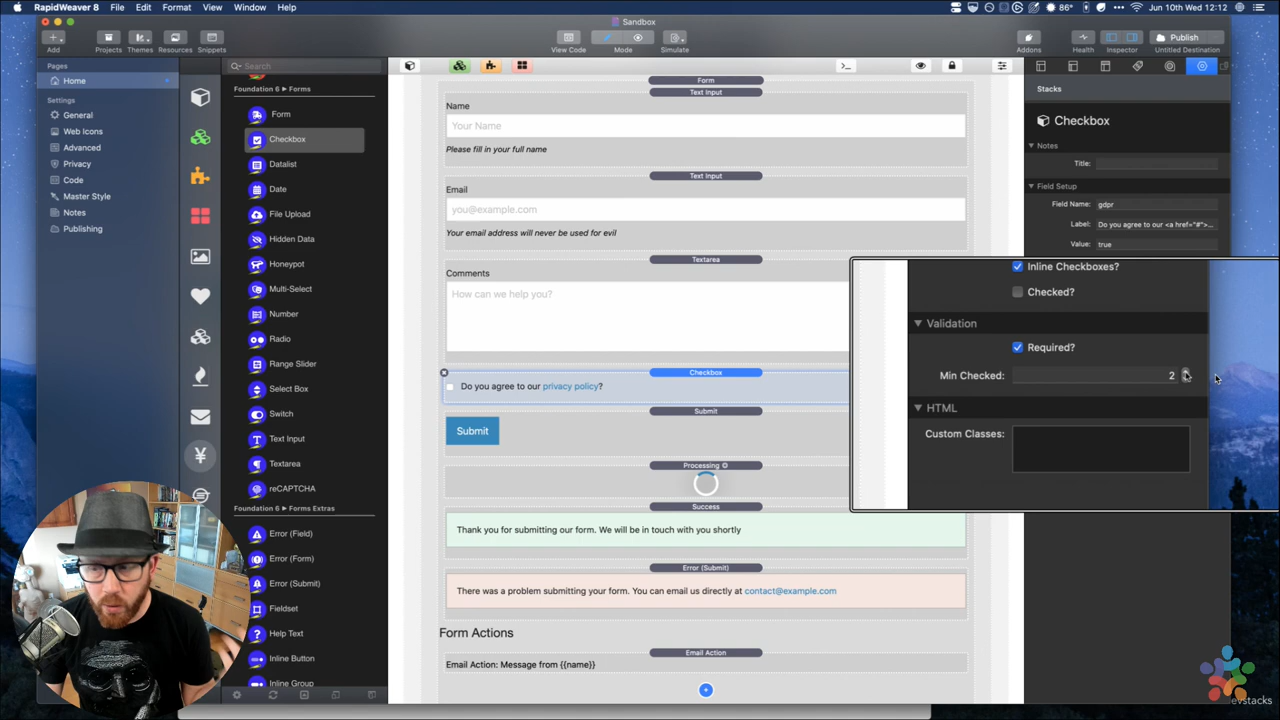 RapidWeaver 8 File Edit Format View Window Help
86° Jun 10th Wed 12:12
Sandbox
Add Projects Themes Resources Snippets
View Code Mode Simulate
Addons Health Inspector
Publish
Untitled Destination
Pages
Home
Settings
General
Web Icons
Advanced
Privacy
Code
Master Style
Notes
Publishing
Search
Foundation 6 ▸ Forms
Form
Checkbox
Datalist
Date
File Upload
Hidden Data
Honeypot
Multi-Select
Number
Radio
Range Slider
Select Box
Switch
Text Input
Textarea
reCAPTCHA
Foundation 6 ▸ Forms Extras
Error (Field)
Error (Form)
Error (Submit)
Fieldset
Help Text
Inline Button
Inline Group
Form
Text Input
Name
Your Name
Please fill in your full name
Text Input
Email
you@example.com
Your email address will never be used for evil
Textarea
Comments
How can we help you?
Checkbox
Do you agree to our privacy policy?
Submit
Submit
Processing
Success
Thank you for submitting our form. We will be in touch with you shortly
Error (Submit)
There was a problem submitting your form. You can email us directly at contact@example.com
Form Actions
Email Action
Email Action: Message from {{name}}
Stacks
Checkbox
Notes
Title:
Field Setup
Field Name: gdpr
Label: Do you agree to our <a href="#">...
Value: true
Inline Checkboxes?
Checked?
Validation
Required?
Min Checked: 2
HTML
Custom Classes: